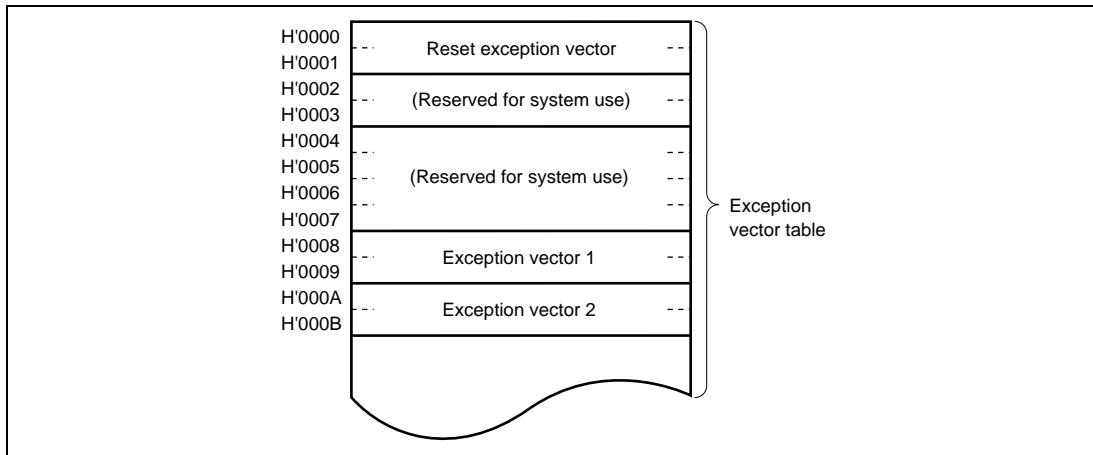 H'0000
Reset exception vector
H'0001
H'0002
(Reserved for system use)
H'0003
H'0004
H'0005
(Reserved for system use)
H'0006
H'0007
H'0008
Exception vector 1
H'0009
H'000A
Exception vector 2
H'000B
Exception
vector table